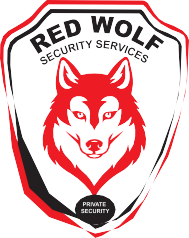 RED WOLF
SECURITY SERVICES
PRIVATE
SECURITY